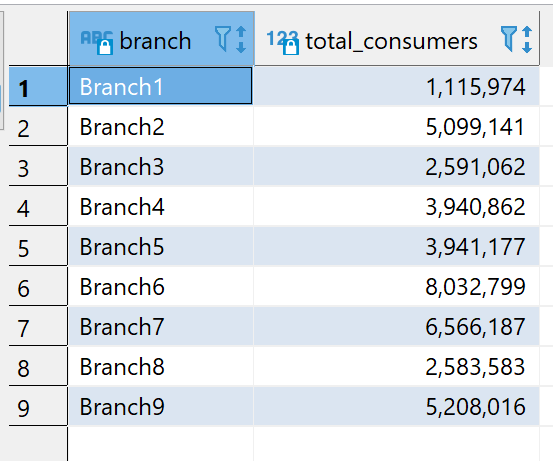 ABC branch 123 total_consumers
1 Branch1 1,115,974
2 Branch2 5,099,141
3 Branch3 2,591,062
4 Branch4 3,940,862
5 Branch5 3,941,177
6 Branch6 8,032,799
7 Branch7 6,566,187
8 Branch8 2,583,583
9 Branch9 5,208,016